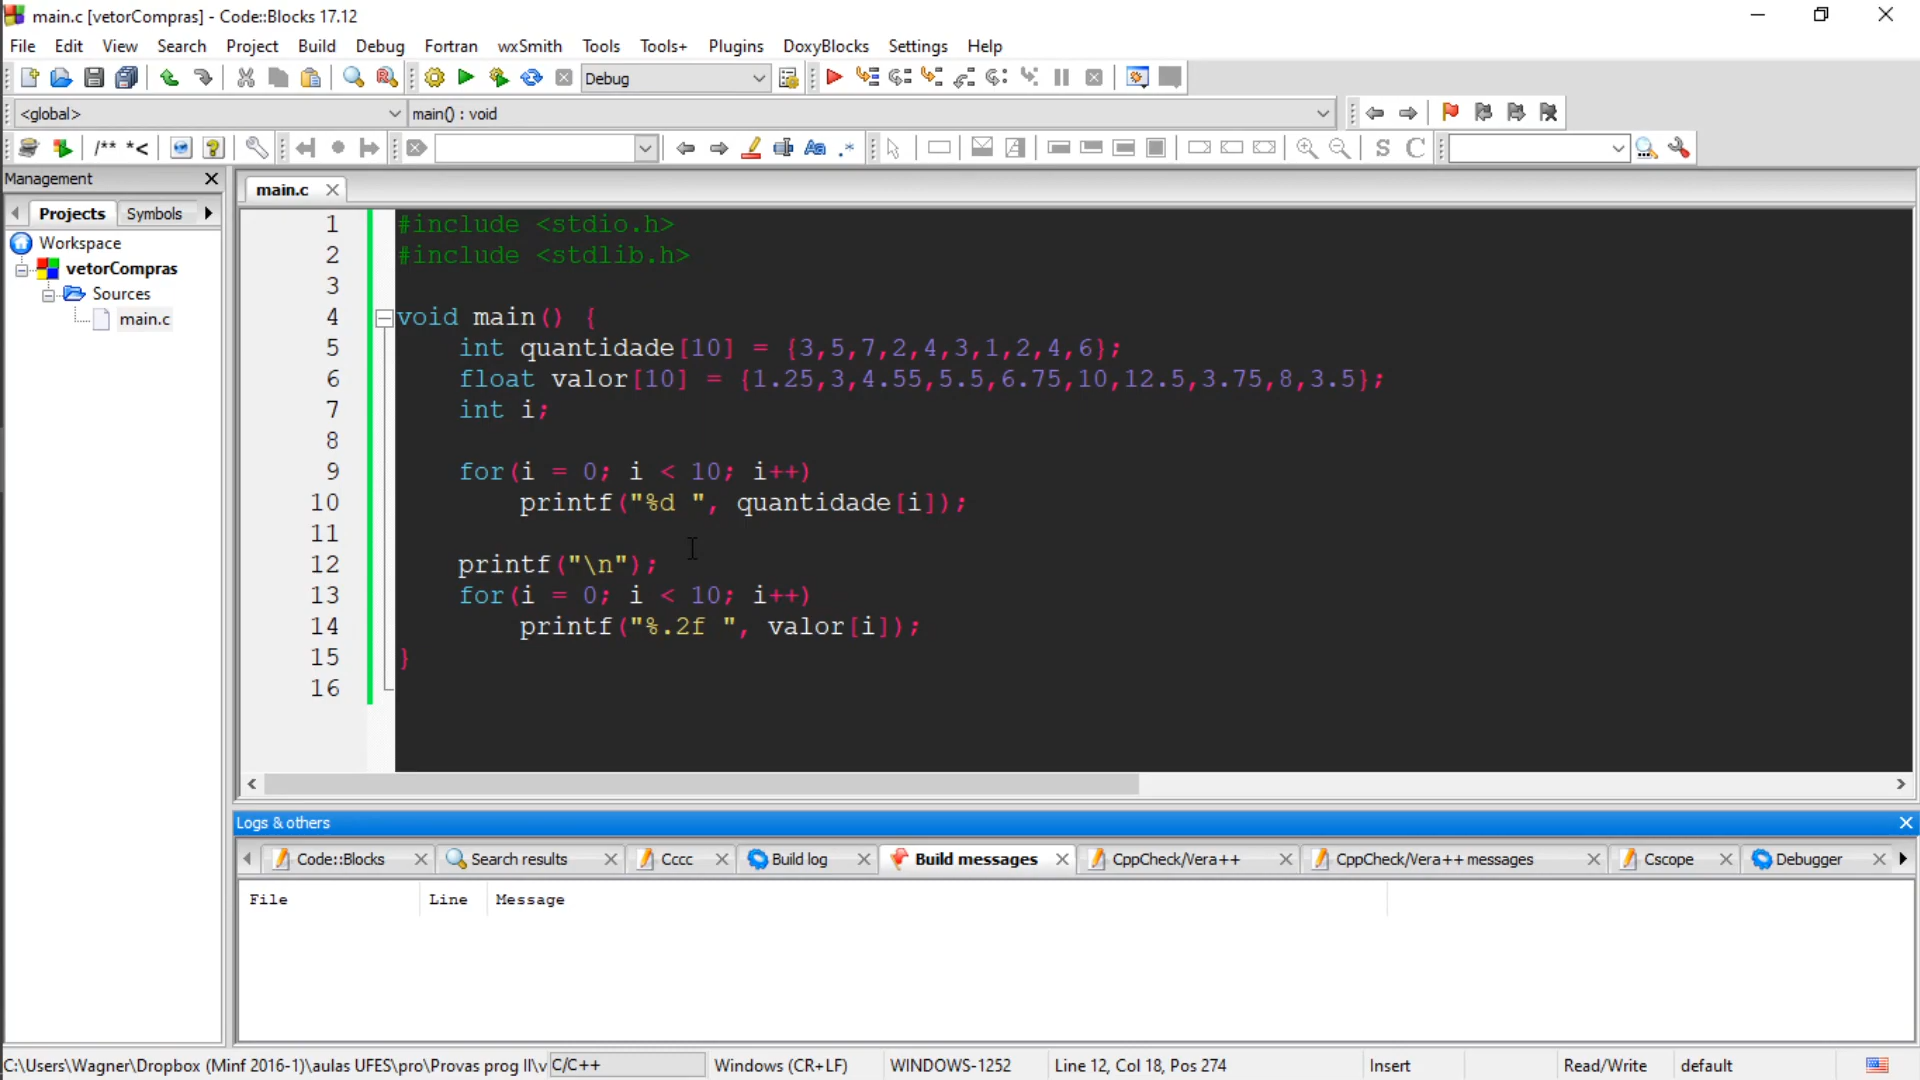 main.c [vetorCompras] - Code::Blocks 17.12
File Edit View Search Project Build Debug Fortran wxSmith Tools Tools+ Plugins DoxyBlocks Settings Help
Debug
<global> main() : void
/** *<
Aa .* S C
Management
Projects Symbols
Workspace
vetorCompras
Sources
main.c
main.c
1 #include <stdio.h>
2 #include <stdlib.h>
3
4 void main() {
5 int quantidade[10] = {3,5,7,2,4,3,1,2,4,6};
6 float valor[10] = {1.25,3,4.55,5.5,6.75,10,12.5,3.75,8,3.5};
7 int i;
8
9 for(i = 0; i < 10; i++)
10 printf("%d ", quantidade[i]);
11
12 printf("\n");
13 for(i = 0; i < 10; i++)
14 printf("%.2f ", valor[i]);
15 }
16
Logs & others
Code::Blocks Search results Cccc Build log Build messages CppCheck/Vera++ CppCheck/Vera++ messages Cscope Debugger
File Line Message
C:\Users\Wagner\Dropbox (Minf 2016-1)\aulas UFES\pro\Provas prog II\v C/C++ Windows (CR+LF) WINDOWS-1252 Line 12, Col 18, Pos 274 Insert Read/Write default